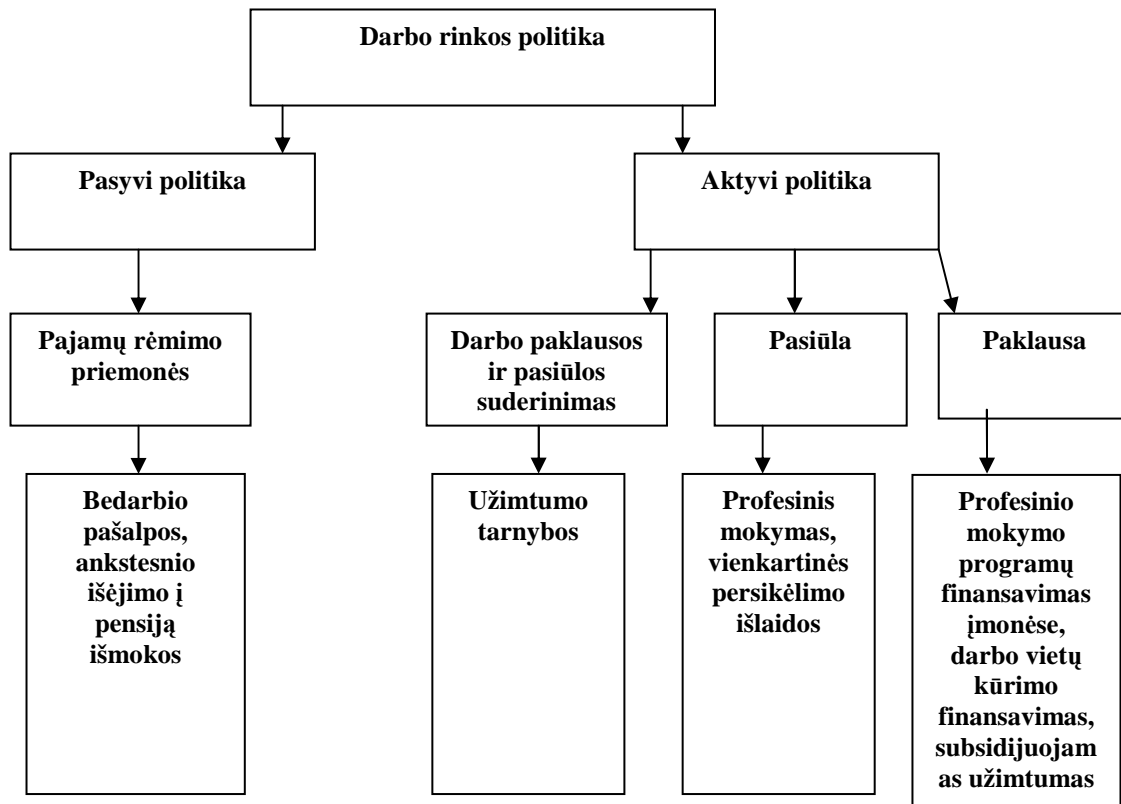 Darbo rinkos politika
Pasyvi politika
Aktyvi politika
Pajamų rėmimo
priemonės
Darbo paklausos
ir pasiūlos
suderinimas
Pasiūla
Paklausa
Bedarbio
pašalpos,
ankstesnio
išėjimo į
pensiją
išmokos
Užimtumo
tarnybos
Profesinis
mokymas,
vienkartinės
persikėlimo
išlaidos
Profesinio
mokymo
programų
finansavimas
įmonėse,
darbo vietų
kūrimo
finansavimas,
subsidijuojam
as užimtumas